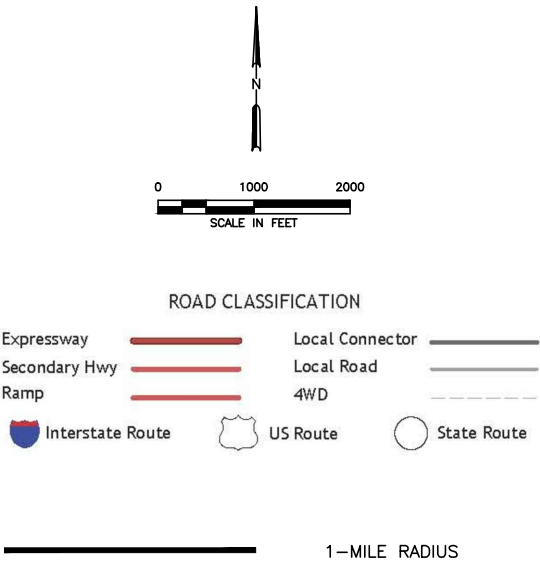 N
0 1000 2000
SCALE IN FEET
ROAD CLASSIFICATION
Expressway Local Connector
Secondary Hwy Local Road
Ramp 4WD
Interstate Route US Route State Route
1-MILE RADIUS